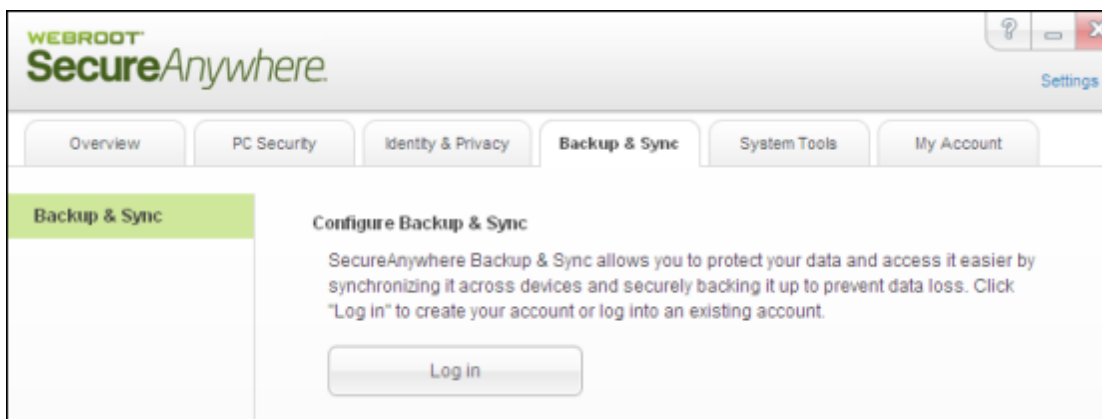 WEBROOT
SecureAnywhere.
?
Settings
Overview
PC Security
Identity & Privacy
Backup & Sync
System Tools
My Account
Backup & Sync
Configure Backup & Sync
SecureAnywhere Backup & Sync allows you to protect your data and access it easier by
synchronizing it across devices and securely backing it up to prevent data loss. Click
"Log in" to create your account or log into an existing account.
Log in